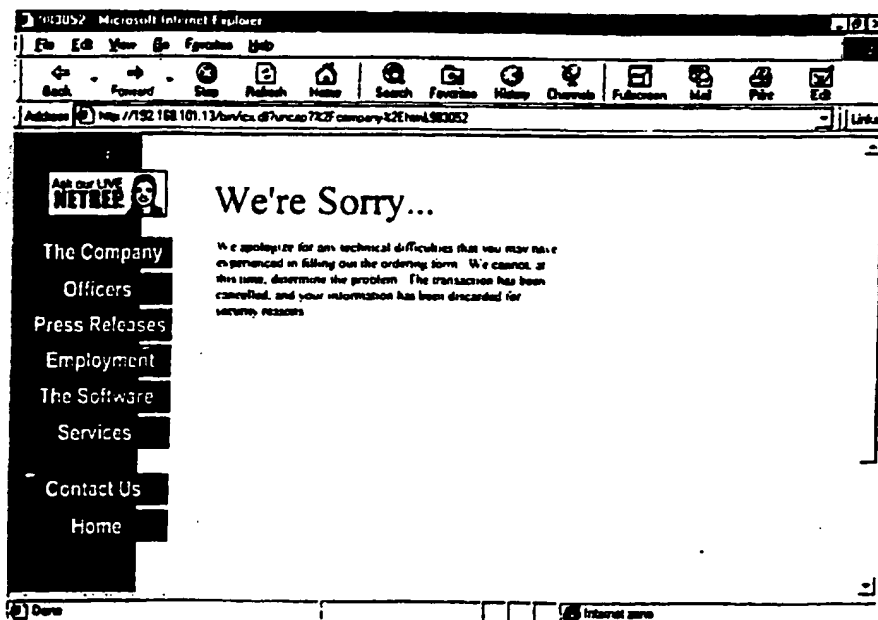 983052 Microsoft Internet Explorer
File Edit View Go Favorites Help
Back Forward Stop Refresh Home Search Favorites History Channels Fullscreen Mail Print Edit
Address Links
Ask our LIVE
NETREP
We're Sorry...
We apologize for any technical difficulties that you may have
experienced in filling out the ordering form. We cannot, at
this time, determine the problem. The transaction has been
cancelled, and your information has been discarded for
security reasons
The Company
Officers
Press Releases
Employment
The Software
Services
Contact Us
Home
Done Internet zone